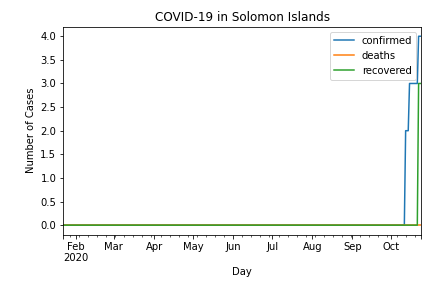 COVID-19 in Solomon Islands
confirmed
deaths
recovered
Number of Cases
4.0
3.5
3.0
2.5
2.0
1.5
1.0
0.5
0.0
Feb Mar Apr May Jun Jul Aug Sep Oct
2020
Day